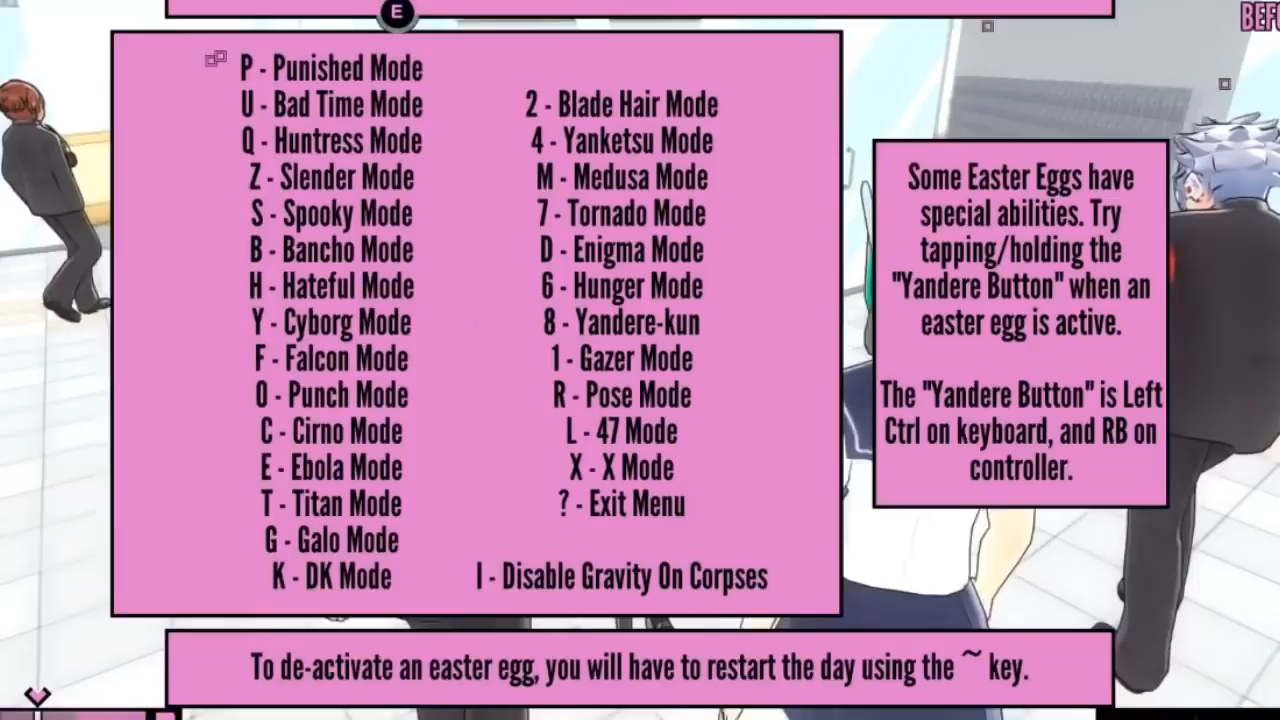 E
BEF
P - Punished Mode
U - Bad Time Mode
Q - Huntress Mode
Z - Slender Mode
S - Spooky Mode
B - Bancho Mode
H - Hateful Mode
Y - Cyborg Mode
F - Falcon Mode
O - Punch Mode
C - Cirno Mode
E - Ebola Mode
T - Titan Mode
G - Galo Mode
K - DK Mode
2 - Blade Hair Mode
4 - Yanketsu Mode
M - Medusa Mode
7 - Tornado Mode
D - Enigma Mode
6 - Hunger Mode
8 - Yandere-kun
1 - Gazer Mode
R - Pose Mode
L - 47 Mode
X - X Mode
? - Exit Menu
I - Disable Gravity On Corpses
Some Easter Eggs have
special abilities. Try
tapping/holding the
"Yandere Button" when an
easter egg is active.
The "Yandere Button" is Left
Ctrl on keyboard, and RB on
controller.
To de-activate an easter egg, you will have to restart the day using the ~ key.